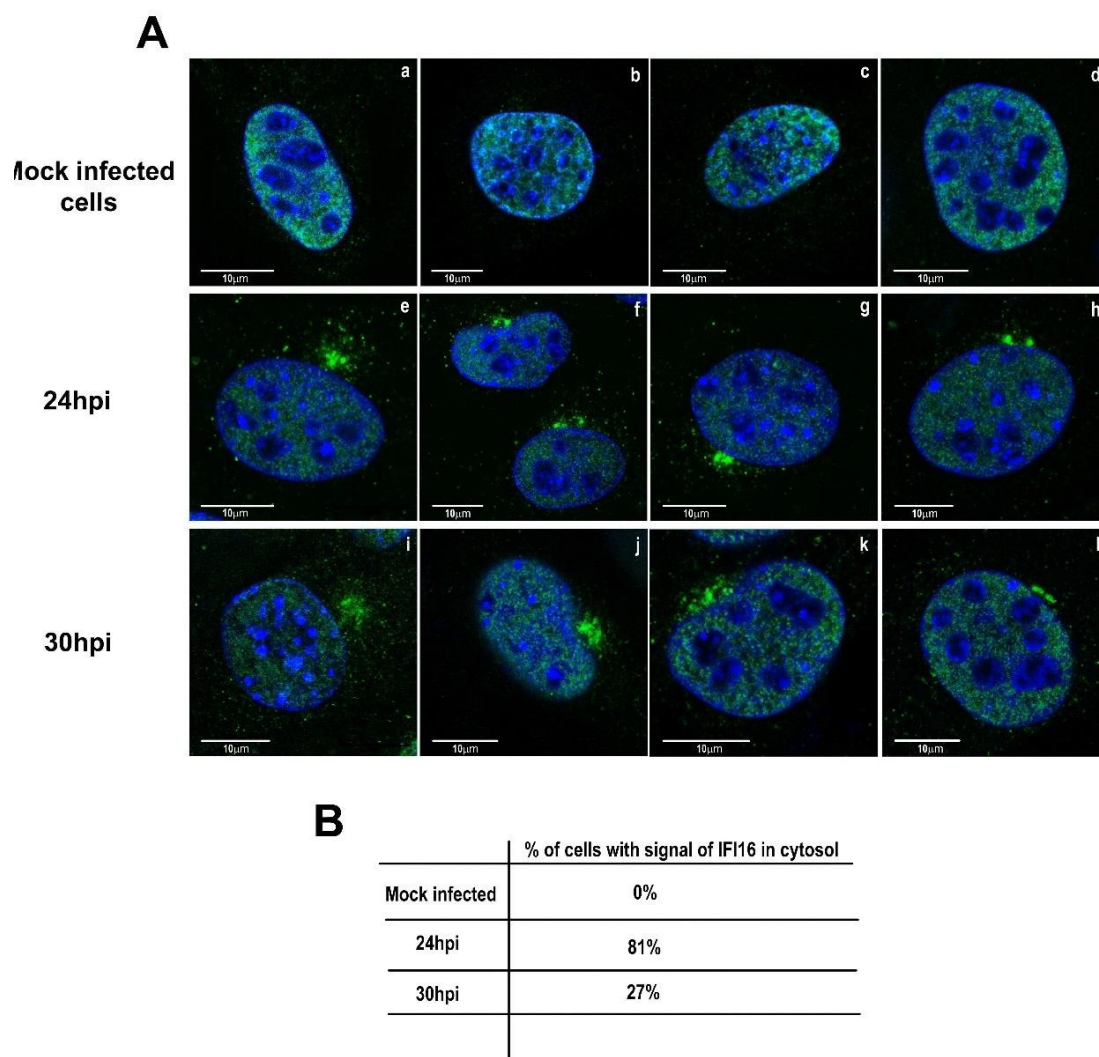 A
a b c d
Mock infected
cells
10μm 10μm 10μm 10μm
e f g h
24hpi
10μm 10μm 10μm 10μm
i j k l
30hpi
10μm 10μm 10μm 10μm
B
% of cells with signal of IFI16 in cytosol
Mock infected 0%
24hpi 81%
30hpi 27%